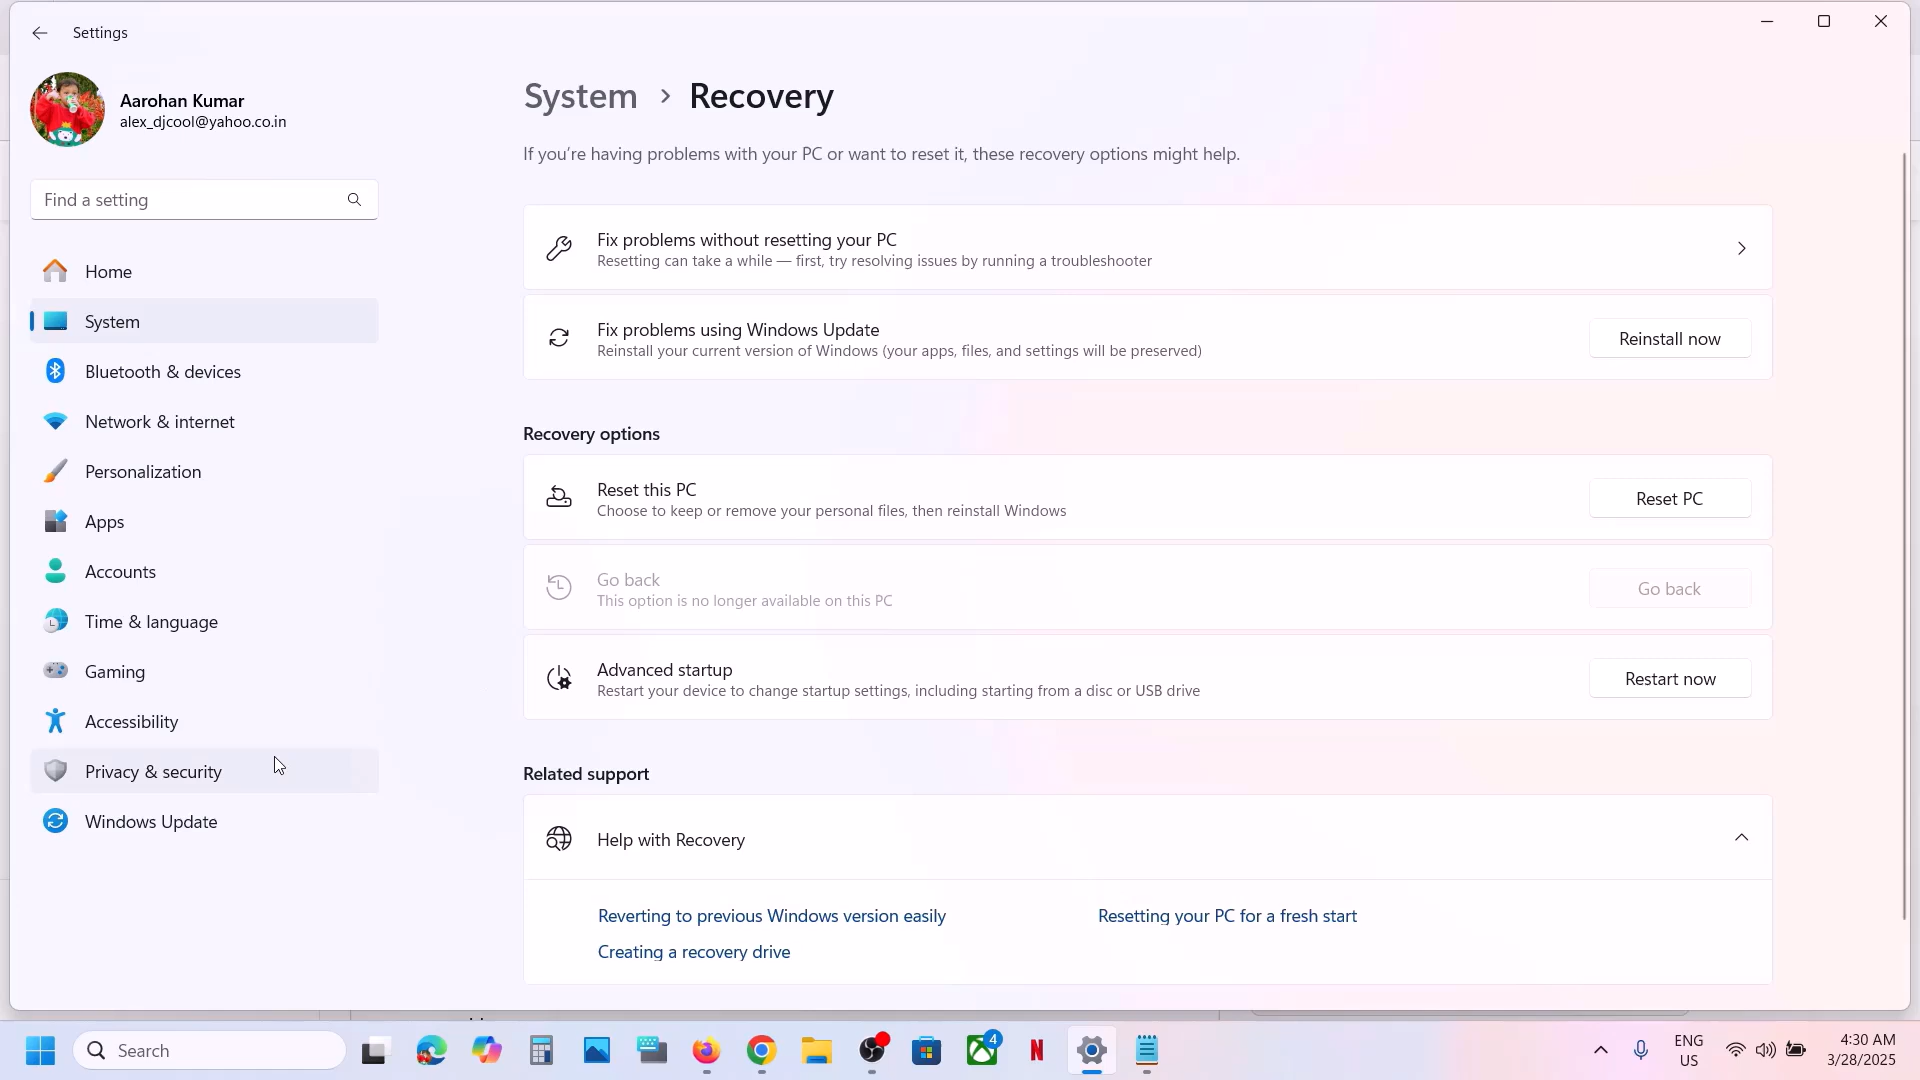 Settings
Aarohan Kumar
alex_djcool@yahoo.co.in
Find a setting
Home
System
Bluetooth & devices
Network & internet
Personalization
Apps
Accounts
Time & language
Gaming
Accessibility
Privacy & security
Windows Update
System > Recovery
If you're having problems with your PC or want to reset it, these recovery options might help.
Fix problems without resetting your PC
Resetting can take a while — first, try resolving issues by running a troubleshooter
Fix problems using Windows Update
Reinstall your current version of Windows (your apps, files, and settings will be preserved)
Reinstall now
Recovery options
Reset this PC
Choose to keep or remove your personal files, then reinstall Windows
Reset PC
Go back
This option is no longer available on this PC
Go back
Advanced startup
Restart your device to change startup settings, including starting from a disc or USB drive
Restart now
Related support
Help with Recovery
Reverting to previous Windows version easily
Resetting your PC for a fresh start
Creating a recovery drive
Search
4
N
ENG
US
4:30 AM
3/28/2025